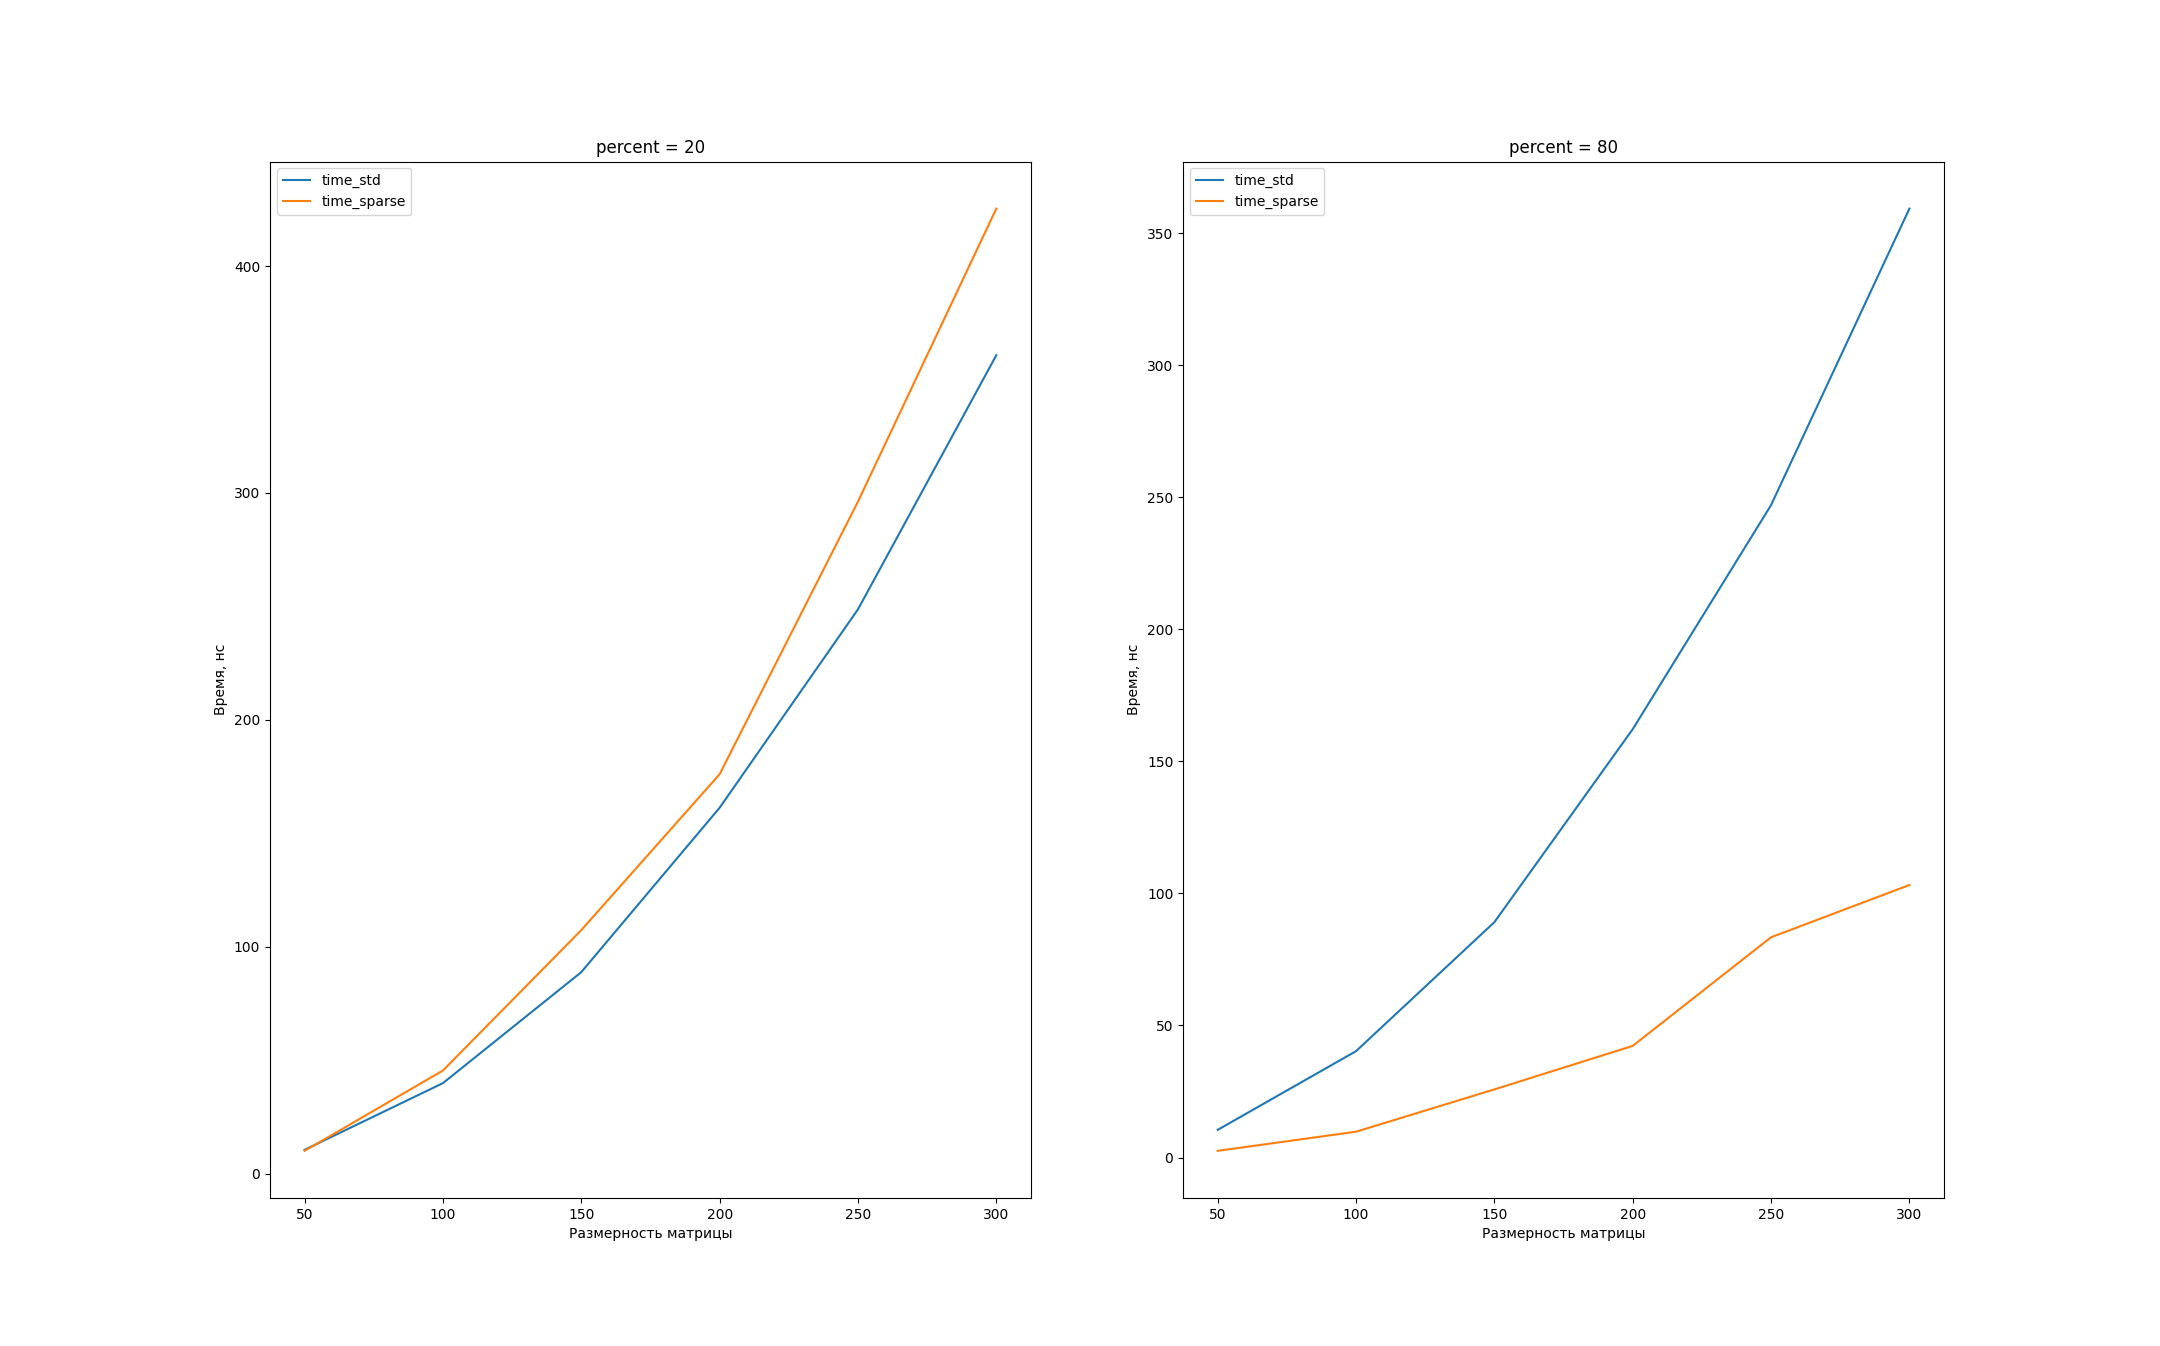 percent = 20
time_std
time_sparse
400
300
200
100
0
Время, нс
50 100 150 200 250 300
Размерность матрицы
percent = 80
time_std
time_sparse
350
300
250
200
150
100
50
0
Время, нс
50 100 150 200 250 300
Размерность матрицы